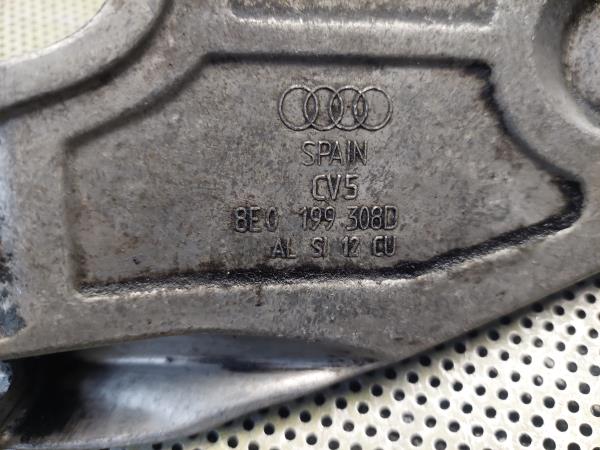 SPAIN
CV5
8E0 199 308D
AL SI 12 CU